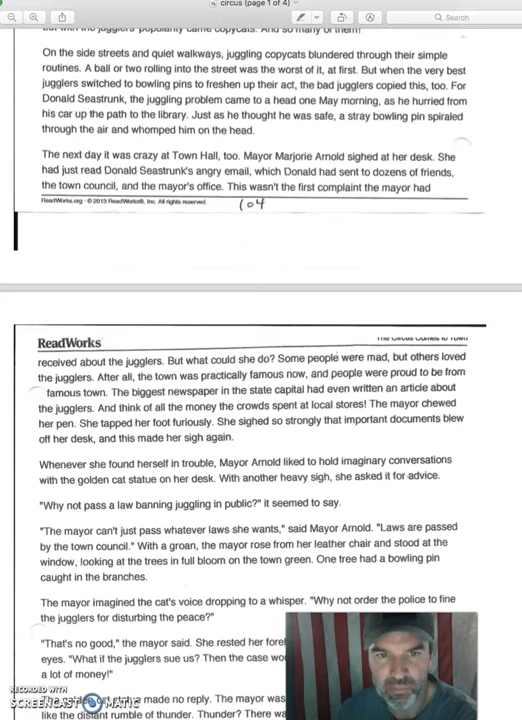 circus (page 1 of 4)
Search
but with the jugglers' popularity came copycats. And so many of them!
On the side streets and quiet walkways, juggling copycats blundered through their simple
routines. A ball or two rolling into the street was the worst of it, at first. But when the very best
jugglers switched to bowling pins to freshen up their act, the bad jugglers copied this, too. For
Donald Seastrunk, the juggling problem came to a head one May morning, as he hurried from
his car up the path to the library. Just as he thought he was safe, a stray bowling pin spiraled
through the air and whomped him on the head.
The next day it was crazy at Town Hall, too. Mayor Marjorie Arnold sighed at her desk. She
had just read Donald Seastrunk's angry email, which Donald had sent to dozens of friends,
the town council, and the mayor's office. This wasn't the first complaint the mayor had
ReadWorks.org · © 2013 ReadWorks®, Inc. All rights reserved.
104
ReadWorks
The Circus Comes to Town
received about the jugglers. But what could she do? Some people were mad, but others loved
the jugglers. After all, the town was practically famous now, and people were proud to be from
famous town. The biggest newspaper in the state capital had even written an article about
the jugglers. And think of all the money the crowds spent at local stores! The mayor chewed
her pen. She tapped her foot furiously. She sighed so strongly that important documents blew
off her desk, and this made her sigh again.
Whenever she found herself in trouble, Mayor Arnold liked to hold imaginary conversations
with the golden cat statue on her desk. With another heavy sigh, she asked it for advice.
"Why not pass a law banning juggling in public?" it seemed to say.
"The mayor can't just pass whatever laws she wants," said Mayor Arnold. "Laws are passed
by the town council." With a groan, the mayor rose from her leather chair and stood at the
window, looking at the trees in full bloom on the town green. One tree had a bowling pin
caught in the branches.
The mayor imagined the cat's voice dropping to a whisper. "Why not order the police to fine
the jugglers for disturbing the peace?"
"That's no good," the mayor said. She rested her
eyes. "What if the jugglers sue us? Then the case
a lot of money!"
RECORDED WITH
SCREENCAST MATIC
made no reply. The mayor was
like the distant rumble of thunder. Thunder? There